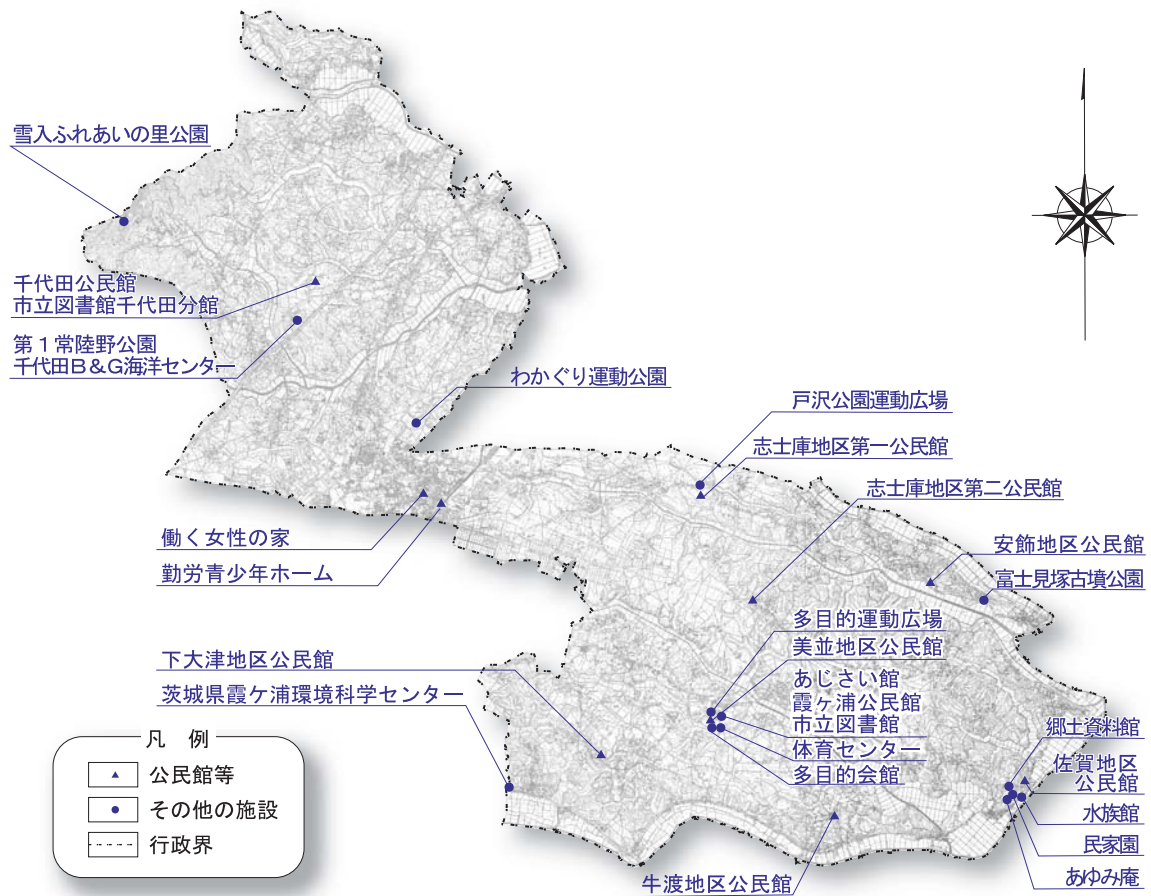 雪入ふれあいの里公園
千代田公民館
市立図書館千代田分館
第１常陸野公園
千代田Ｂ＆Ｇ海洋センター
わかぐり運動公園
戸沢公園運動広場
志士庫地区第一公民館
志士庫地区第二公民館
働く女性の家
勤労青少年ホーム
安飾地区公民館
富士見塚古墳公園
多目的運動広場
美並地区公民館
あじさい館
霞ヶ浦公民館
市立図書館
体育センター
多目的会館
下大津地区公民館
茨城県霞ケ浦環境科学センター
郷土資料館
佐賀地区
公民館
水族館
民家園
あゆみ庵
牛渡地区公民館
凡　例
公民館等
その他の施設
行政界